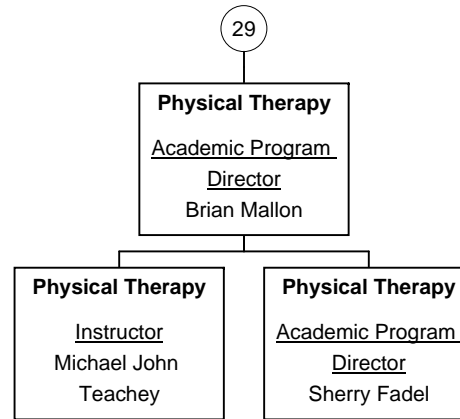 29
Physical Therapy
Academic Program
Director
Brian Mallon
Physical Therapy
Instructor
Michael John
Teachey
Physical Therapy
Academic Program
Director
Sherry Fadel